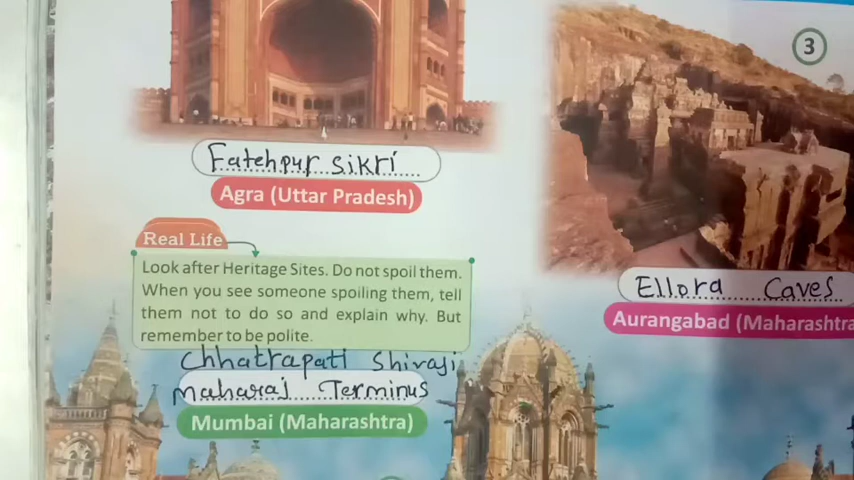 3
Fatehpur sikri
Agra (Uttar Pradesh)
Real Life
Look after Heritage Sites. Do not spoil them.
When you see someone spoiling them, tell
them not to do so and explain why. But
remember to be polite.
Ellora Caves
Aurangabad (Maharashtra
Chhatrapati Shivaji
maharaj Terminus
Mumbai (Maharashtra)